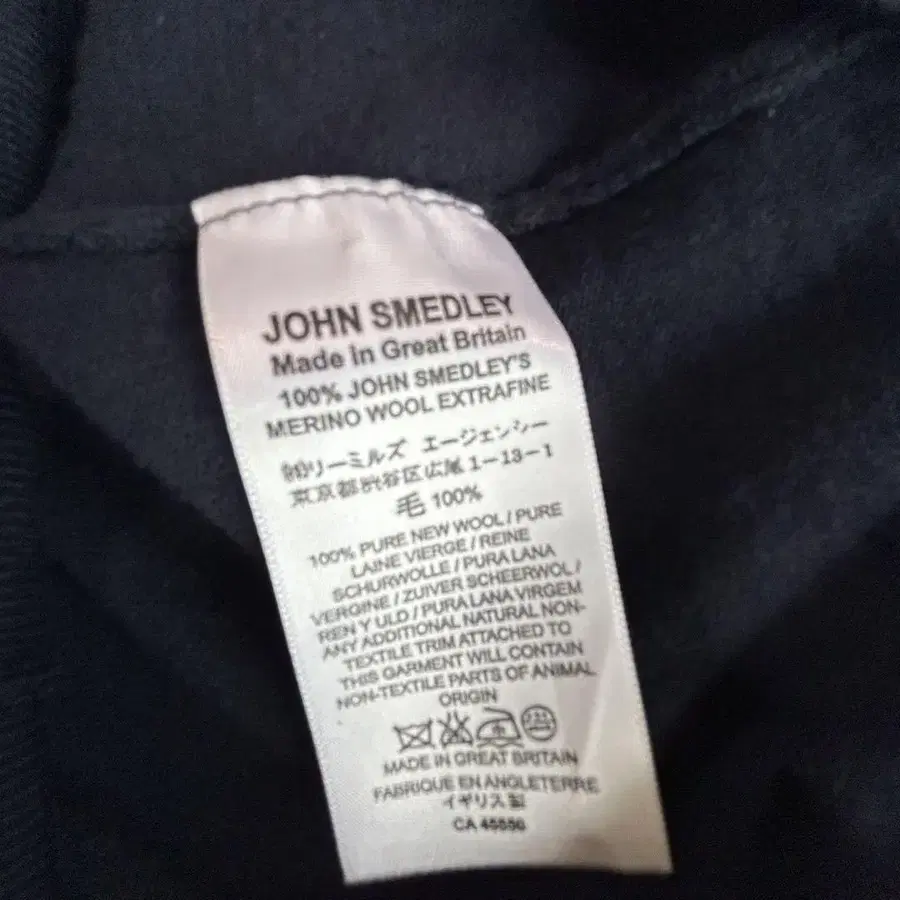 JOHN SMEDLEY
Made in Great Britain
100% JOHN SMEDLEY'S
MERINO WOOL EXTRAFINE
㈲リーミルズ エージェンシー
東京都渋谷区広尾 1-13-1
毛 100%
100% PURE NEW WOOL / PURE
LAINE VIERGE / REINE
SCHURWOLLE / PURA LANA
VERGINE / ZUIVER SCHEERWOL /
REN Y ULD / PURA LANA VIRGEM
ANY ADDITIONAL NATURAL NON-
TEXTILE TRIM ATTACHED TO
THIS GARMENT WILL CONTAIN
NON-TEXTILE PARTS OF ANIMAL
ORIGIN
MADE IN GREAT BRITAIN
FABRIQUE EN ANGLETERRE
イギリス製
CA